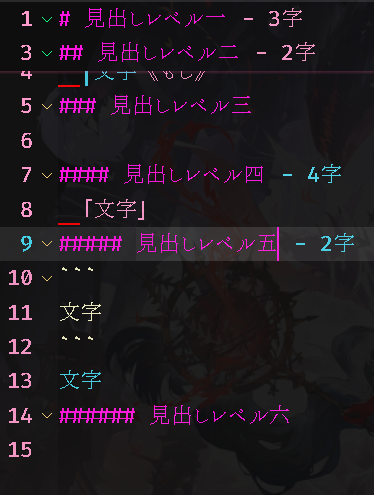 1 # 見出しレベル一 - 3字
3 ## 見出しレベル二 - 2字
4 ｜文字《もじ》
5 ### 見出しレベル三
6
7 #### 見出しレベル四 - 4字
8 「文字」
9 ##### 見出しレベル五 - 2字
10 ```
11 文字
12 ```
13 文字
14 ###### 見出しレベル六
15